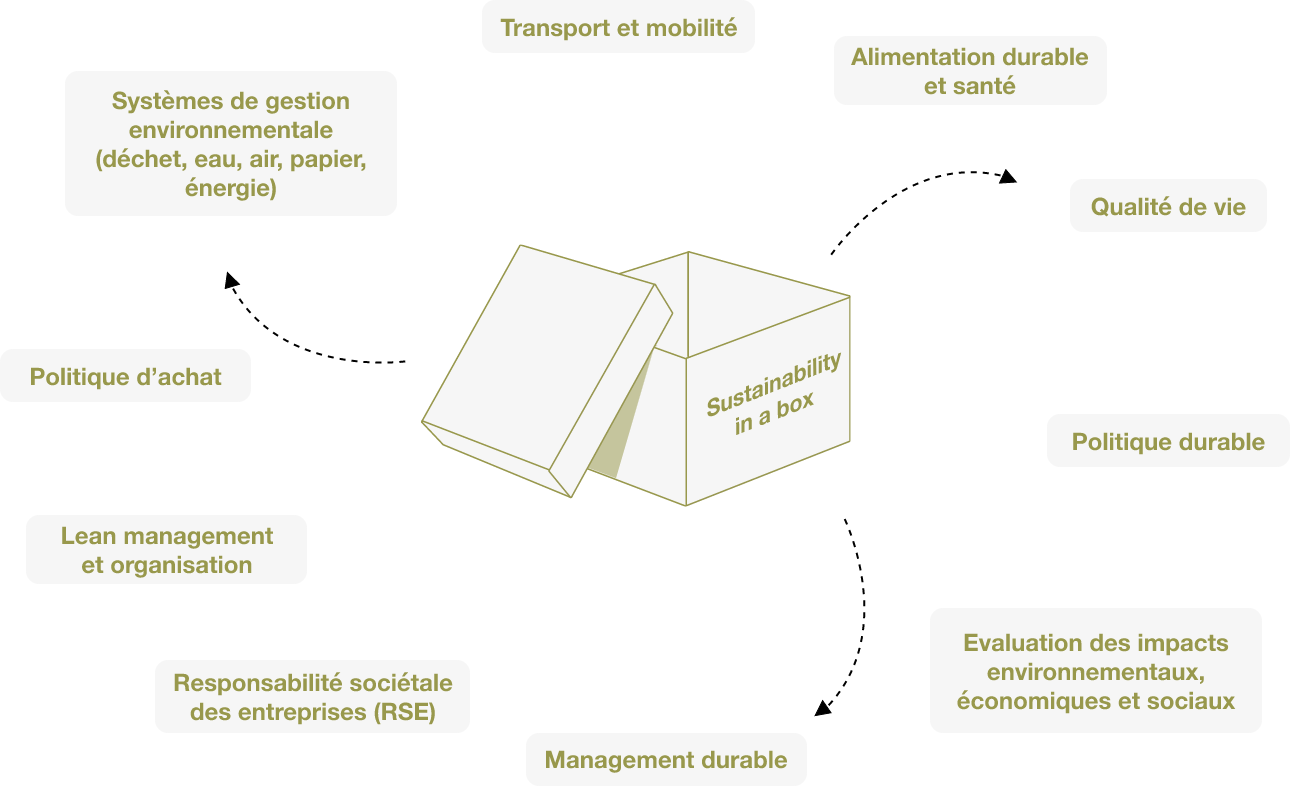 Transport et mobilité
Alimentation durable
et santé
Systèmes de gestion
environnementale
(déchet, eau, air, papier,
énergie)
Qualité de vie
Politique d’achat
Sustainability
in a box
Politique durable
Lean management
et organisation
Evaluation des impacts
environnementaux,
économiques et sociaux
Responsabilité sociétale
des entreprises (RSE)
Management durable